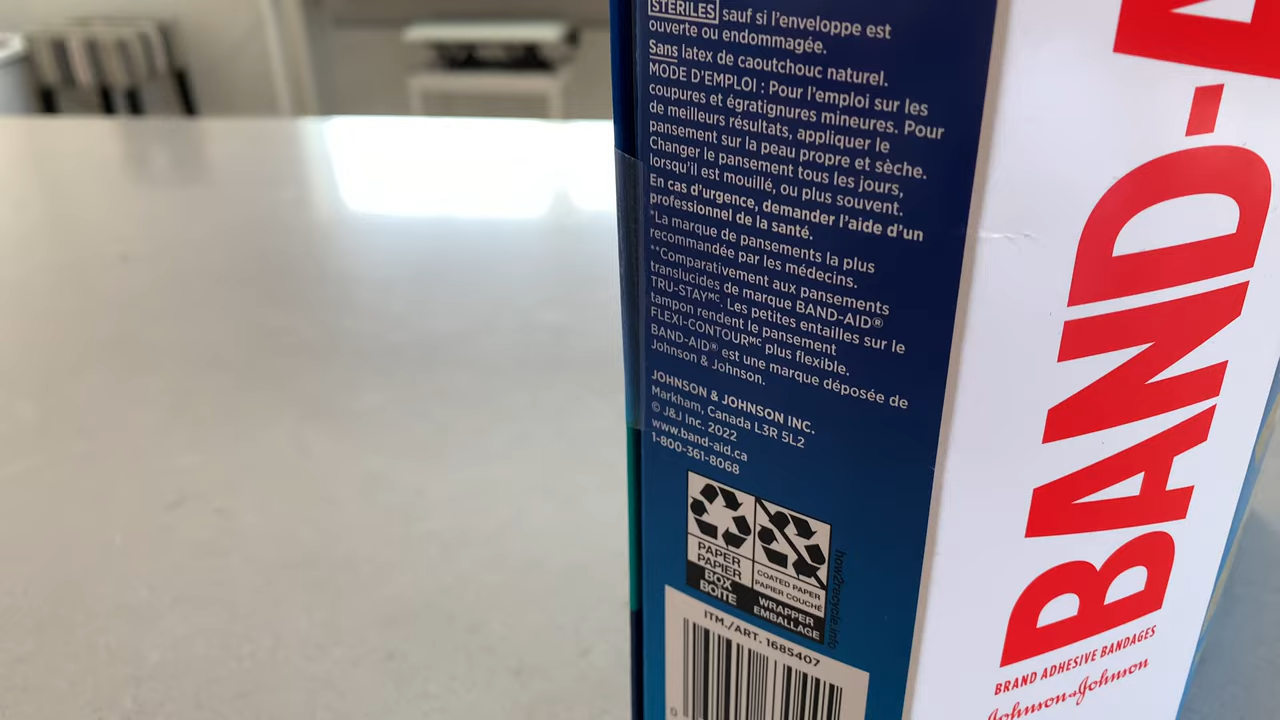 STÉRILES sauf si l'enveloppe est
ouverte ou endommagée.
Sans latex de caoutchouc naturel.
MODE D'EMPLOI : Pour l'emploi sur les
coupures et égratignures mineures. Pour
de meilleurs résultats, appliquer le
pansement sur la peau propre et sèche.
Changer le pansement tous les jours,
lorsqu'il est mouillé, ou plus souvent.
En cas d'urgence, demander l'aide d'un
professionnel de la santé.
*La marque de pansements la plus
recommandée par les médecins.
**Comparativement aux pansements
translucides de marque BAND-AID®
TRU-STAYᴹᶜ. Les petites entailles sur le
tampon rendent le pansement
FLEXI-CONTOURᴹᶜ plus flexible.
BAND-AID® est une marque déposée de
Johnson & Johnson.
JOHNSON & JOHNSON INC.
Markham, Canada L3R 5L2
© J&J Inc. 2022
www.band-aid.ca
1-800-361-8068
PAPER
PAPIER
BOX
BOÎTE
COATED PAPER
PAPIER COUCHÉ
WRAPPER
EMBALLAGE
how2recycle.info
ITM./ART. 1685407
0
BAND-A
BRAND ADHESIVE BANDAGES
Johnson & Johnson